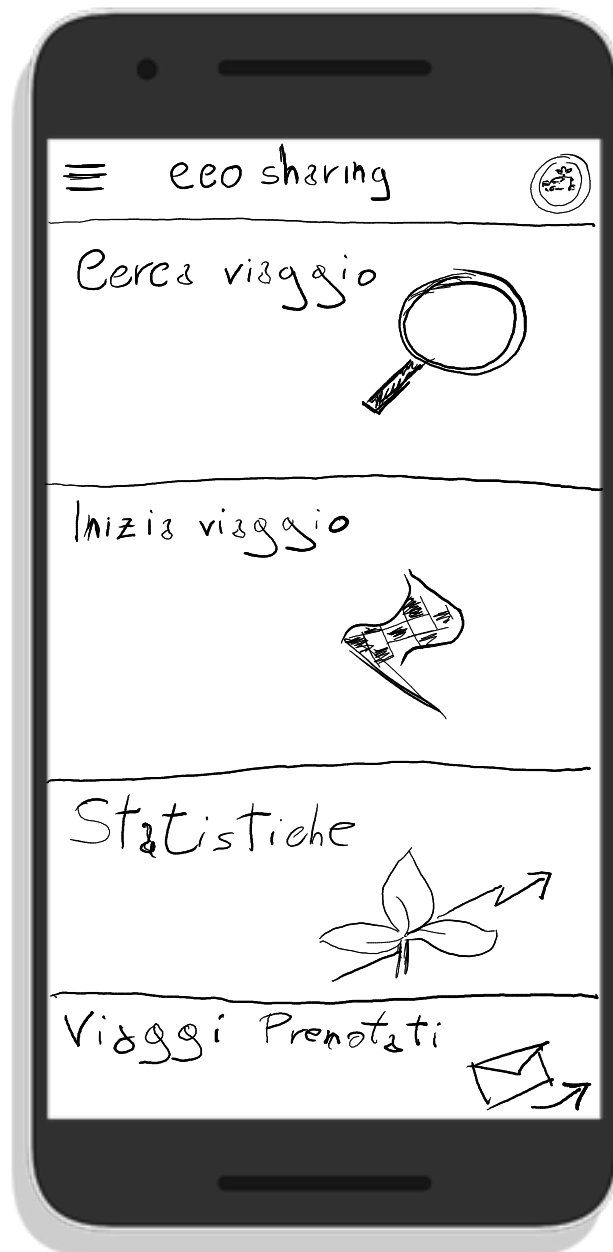 eco sharing
Cerca viaggio
Inizia viaggio
Statistiche
Viaggi Prenotati